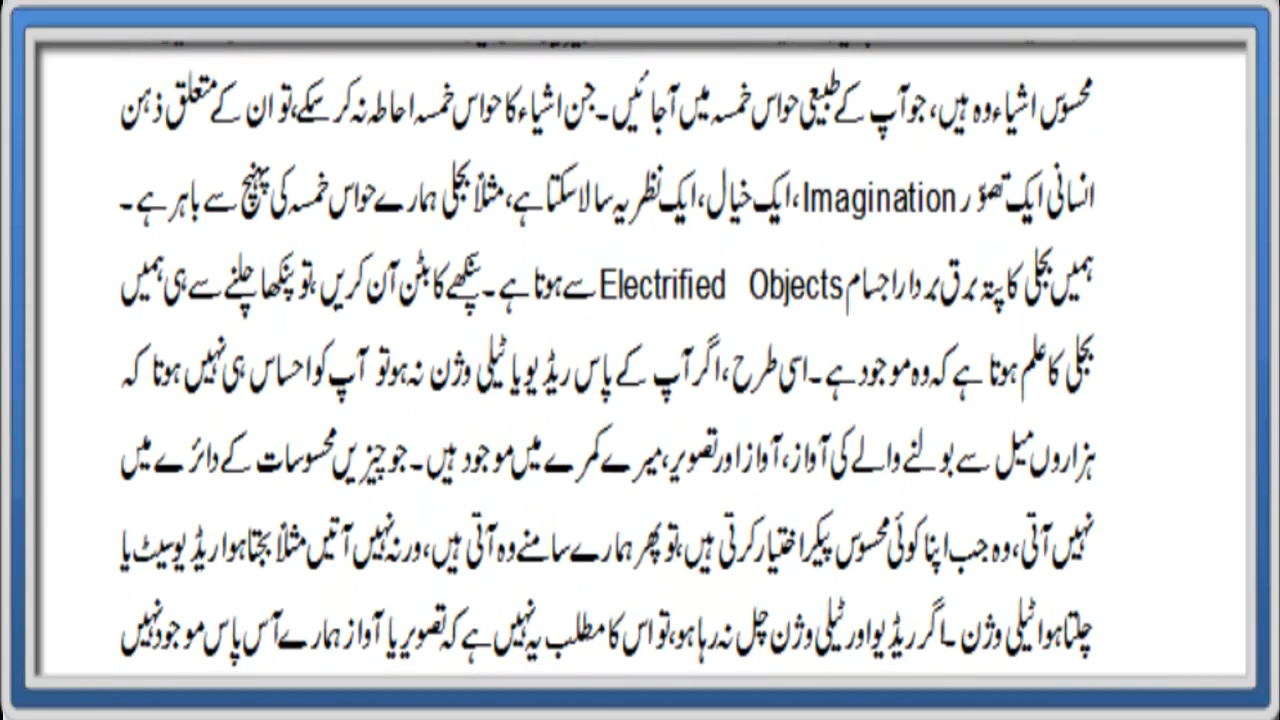 محسوس اشیاء وہ ہیں، جو آپ کے طبیعی حواس خمسہ میں آجائیں۔ جن اشیاء کا حواس خمسہ احاطہ نہ کر سکے، تو ان کے متعلق ذہن
انسانی ایک تصوّر Imagination، ایک خیال، ایک نظریہ سا لا سکتا ہے، مثلاً بجلی ہمارے حواس خمسہ کی پہنچ سے باہر ہے۔
ہمیں بجلی کا پتہ برق بردار اجسام Electrified Objects سے ہوتا ہے۔ پنکھے کا بٹن آن کریں، تو پنکھا چلنے سے ہی ہمیں
بجلی کا علم ہوتا ہے کہ وہ موجود ہے۔ اسی طرح، اگر آپ کے پاس ریڈیو یا ٹیلی وژن نہ ہو تو آپ کو احساس ہی نہیں ہوتا کہ
ہزاروں میل سے بولنے والے کی آواز، آواز اور تصویر، میرے کمرے میں موجود ہیں۔ جو چیزیں محسوسات کے دائرے میں
نہیں آتی، وہ جب اپنا کوئی محسوس پیکر اختیار کرتی ہیں، تو پھر ہمارے سامنے وہ آتی ہیں، ورنہ نہیں آتیں مثلاً بجتا ہوا ریڈیو سیٹ یا
چلتا ہوا ٹیلی وژن ۔اگر ریڈیو اور ٹیلی وژن چل نہ رہا ہو، تو اس کا مطلب یہ نہیں ہے کہ تصویر یا آواز ہمارے آس پاس موجود نہیں